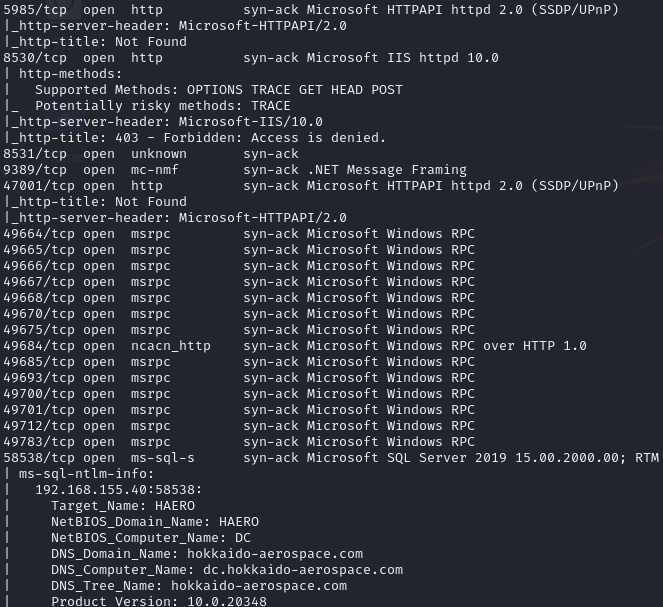 5985/tcp  open  http          syn-ack Microsoft HTTPAPI httpd 2.0 (SSDP/UPnP)
|_http-server-header: Microsoft-HTTPAPI/2.0
|_http-title: Not Found
8530/tcp  open  http          syn-ack Microsoft IIS httpd 10.0
| http-methods:
|   Supported Methods: OPTIONS TRACE GET HEAD POST
|_  Potentially risky methods: TRACE
|_http-server-header: Microsoft-IIS/10.0
|_http-title: 403 - Forbidden: Access is denied.
8531/tcp  open  unknown       syn-ack
9389/tcp  open  mc-nmf        syn-ack .NET Message Framing
47001/tcp open  http          syn-ack Microsoft HTTPAPI httpd 2.0 (SSDP/UPnP)
|_http-title: Not Found
|_http-server-header: Microsoft-HTTPAPI/2.0
49664/tcp open  msrpc         syn-ack Microsoft Windows RPC
49665/tcp open  msrpc         syn-ack Microsoft Windows RPC
49666/tcp open  msrpc         syn-ack Microsoft Windows RPC
49667/tcp open  msrpc         syn-ack Microsoft Windows RPC
49668/tcp open  msrpc         syn-ack Microsoft Windows RPC
49670/tcp open  msrpc         syn-ack Microsoft Windows RPC
49675/tcp open  msrpc         syn-ack Microsoft Windows RPC
49684/tcp open  ncacn_http    syn-ack Microsoft Windows RPC over HTTP 1.0
49685/tcp open  msrpc         syn-ack Microsoft Windows RPC
49693/tcp open  msrpc         syn-ack Microsoft Windows RPC
49700/tcp open  msrpc         syn-ack Microsoft Windows RPC
49701/tcp open  msrpc         syn-ack Microsoft Windows RPC
49712/tcp open  msrpc         syn-ack Microsoft Windows RPC
49783/tcp open  msrpc         syn-ack Microsoft Windows RPC
58538/tcp open  ms-sql-s      syn-ack Microsoft SQL Server 2019 15.00.2000.00; RTM
| ms-sql-ntlm-info:
|   192.168.155.40:58538:
|     Target_Name: HAERO
|     NetBIOS_Domain_Name: HAERO
|     NetBIOS_Computer_Name: DC
|     DNS_Domain_Name: hokkaido-aerospace.com
|     DNS_Computer_Name: dc.hokkaido-aerospace.com
|     DNS_Tree_Name: hokkaido-aerospace.com
|     Product_Version: 10.0.20348